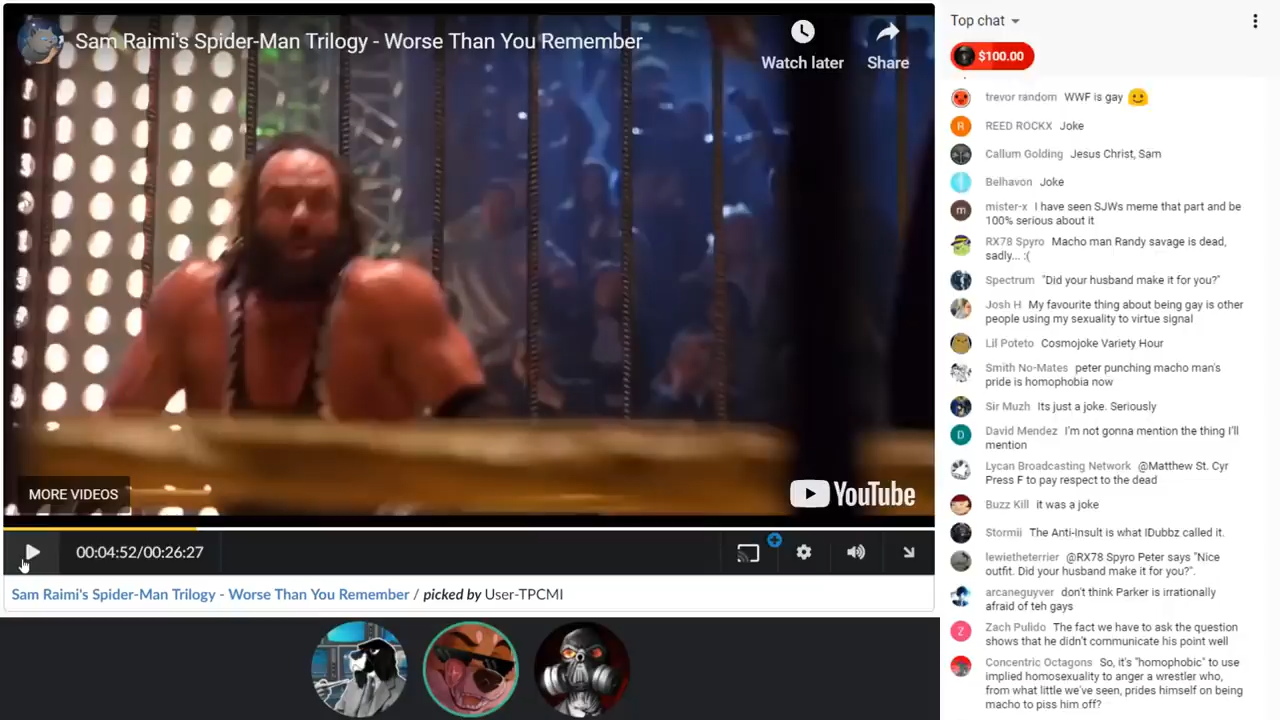 Sam Raimi's Spider-Man Trilogy - Worse Than You Remember
Watch later
Share
MORE VIDEOS
YouTube
00:04:52/00:26:27
Sam Raimi's Spider-Man Trilogy - Worse Than You Remember / picked by User-TPCMI
Top chat
$100.00
trevor random WWF is gay
R
REED ROCKX Joke
Callum Golding Jesus Christ, Sam
Belhavon Joke
m
mister-x I have seen SJWs meme that part and be
100% serious about it
RX78 Spyro Macho man Randy savage is dead,
sadly... :(
Spectrum "Did your husband make it for you?"
Josh H My favourite thing about being gay is other
people using my sexuality to virtue signal
Lil Poteto Cosmojoke Variety Hour
Smith No-Mates peter punching macho man's
pride is homophobia now
Sir Muzh Its just a joke. Seriously
D
David Mendez I'm not gonna mention the thing I'll
mention
Lycan Broadcasting Network @Matthew St. Cyr
Press F to pay respect to the dead
Buzz Kill it was a joke
Stormii The Anti-Insult is what IDubbz called it.
lewietheterrier @RX78 Spyro Peter says "Nice
outfit. Did your husband make it for you?".
arcaneguyver don't think Parker is irrationally
afraid of teh gays
Z
Zach Pulido The fact we have to ask the question
shows that he didn't communicate his point well
Concentric Octagons So, it's "homophobic" to use
implied homosexuality to anger a wrestler who,
from what little we've seen, prides himself on being
macho to piss him off?